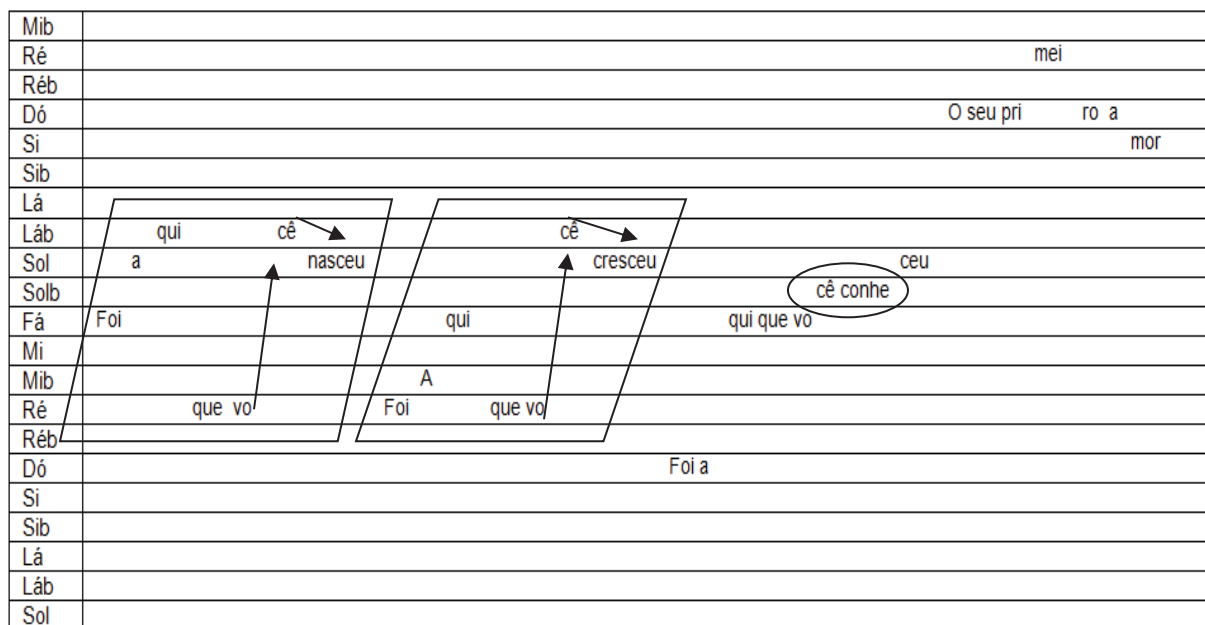 Mib
Ré mei
Réb
Dó O seu pri ro a
Si mor
Sib
Lá
Láb qui cê cê
Sol a nasceu cresceu ceu
Solb cê conhe
Fá Foi qui qui que vo
Mi
Mib A
Ré que vo Foi que vo
Réb
Dó Foi a
Si
Sib
Lá
Láb
Sol